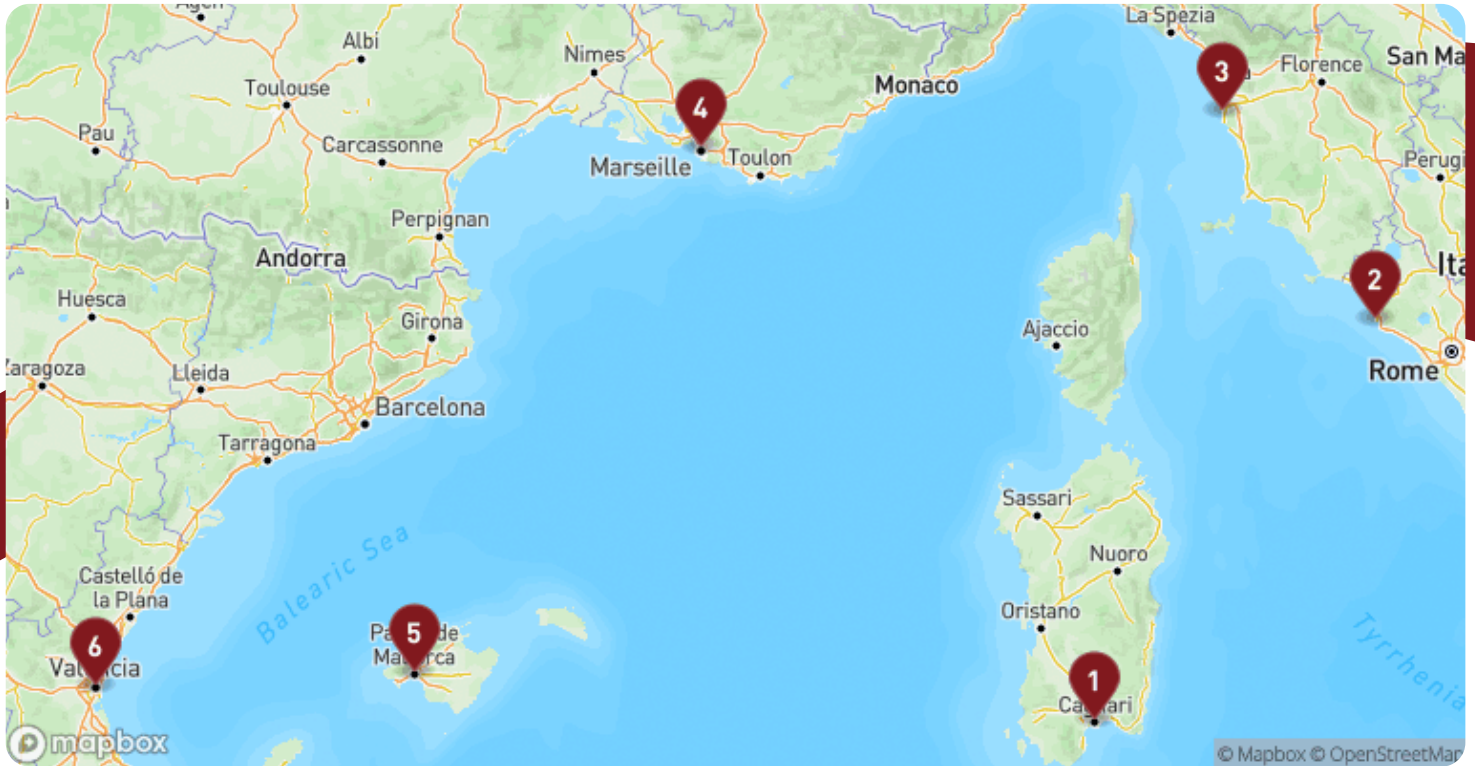 Agen
La Spezia
Albi
Nimes
Florence
San Ma
Toulouse
Monaco
3
4
Pau
Carcassonne
Marseille
Toulon
Perugi
Perpignan
Andorra
Ita
2
Huesca
Girona
Ajaccio
Zaragoza
Lleida
Rome
Barcelona
Tarragona
Sassari
Balearic Sea
Nuoro
Castelló de
la Plana
Oristano
Tyrrhenia
5
6
1
mapbox
© Mapbox © OpenStreetMap